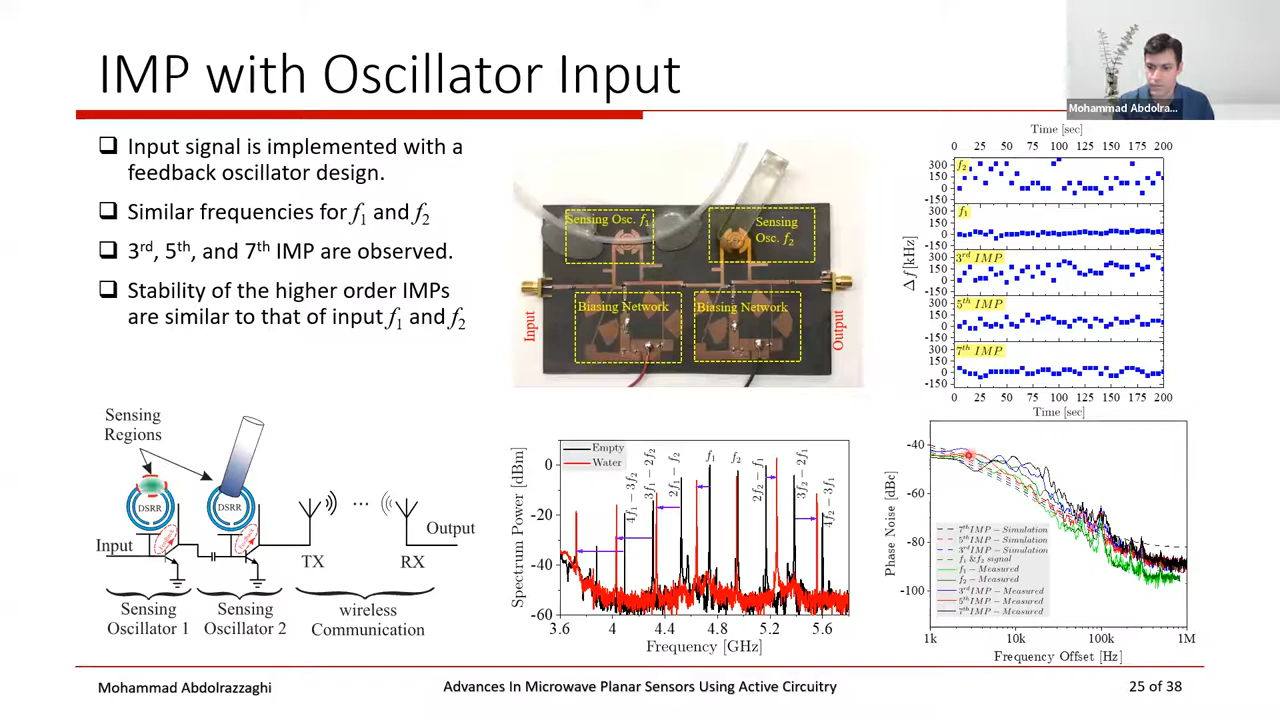 IMP with Oscillator Input
Mohammad Abdolra...
❑ Input signal is implemented with a
feedback oscillator design.
❑ Similar frequencies for f₁ and f₂
❑ 3rd, 5th, and 7th IMP are observed.
❑ Stability of the higher order IMPs
are similar to that of input f₁ and f₂
Sensing Osc. f₁
Sensing
Osc. f₂
Biasing Network
Biasing Network
Input
Output
Time [sec]
0 25 50 75 100 125 150 175 200
Δf [kHz]
f₂
300
150
0
-150
f₁
300
150
0
-150
3rd IMP
300
150
0
-150
5th IMP
300
150
0
-150
7th IMP
300
150
0
-150
0 25 50 75 100 125 150 175 200
Time [sec]
Sensing
Regions
DSRR
DSRR
Input
Output
TX
RX
Sensing
Oscillator 1
Sensing
Oscillator 2
wireless
Communication
Spectrum Power [dBm]
0
-20
-40
-60
Empty
Water
4f₁ − 3f₂
3f₁ − 2f₂
2f₁ − f₂
f₁
f₂
2f₂ − f₁
3f₂ − 2f₁
4f₂ − 3f₁
3.6 4 4.4 4.8 5.2 5.6
Frequency [GHz]
Phase Noise [dBc]
-40
-60
-80
-100
7th IMP − Simulation
5th IMP − Simulation
3rd IMP − Simulation
f₁ & f₂ signal
f₁ − Measured
f₂ − Measured
3rd IMP − Measured
5th IMP − Measured
7th IMP − Measured
1k 10k 100k 1M
Frequency Offset [Hz]
Mohammad Abdolrazzaghi
Advances In Microwave Planar Sensors Using Active Circuitry
25 of 38